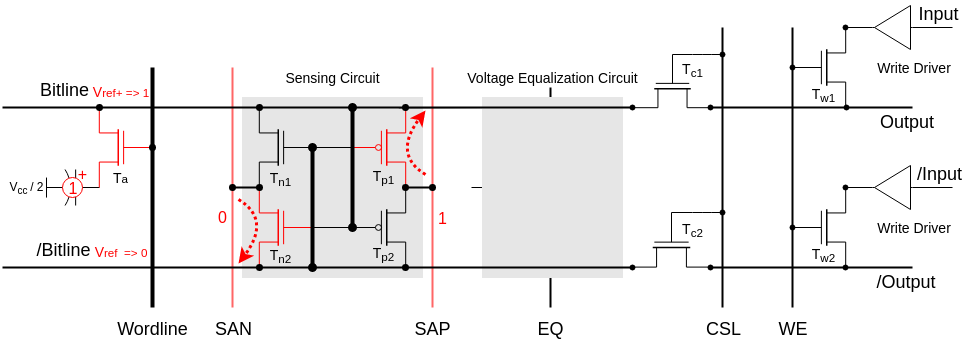 Input
Sensing Circuit
Voltage Equalization Circuit
Write Driver
Tc1
Bitline Vref+ => 1
Tw1
Output
Vcc / 2
1
+
Ta
Tn1
Tp1
/Input
0
1
Write Driver
Tc2
/Bitline Vref => 0
Tn2
Tp2
Tw2
/Output
Wordline
SAN
SAP
EQ
CSL
WE